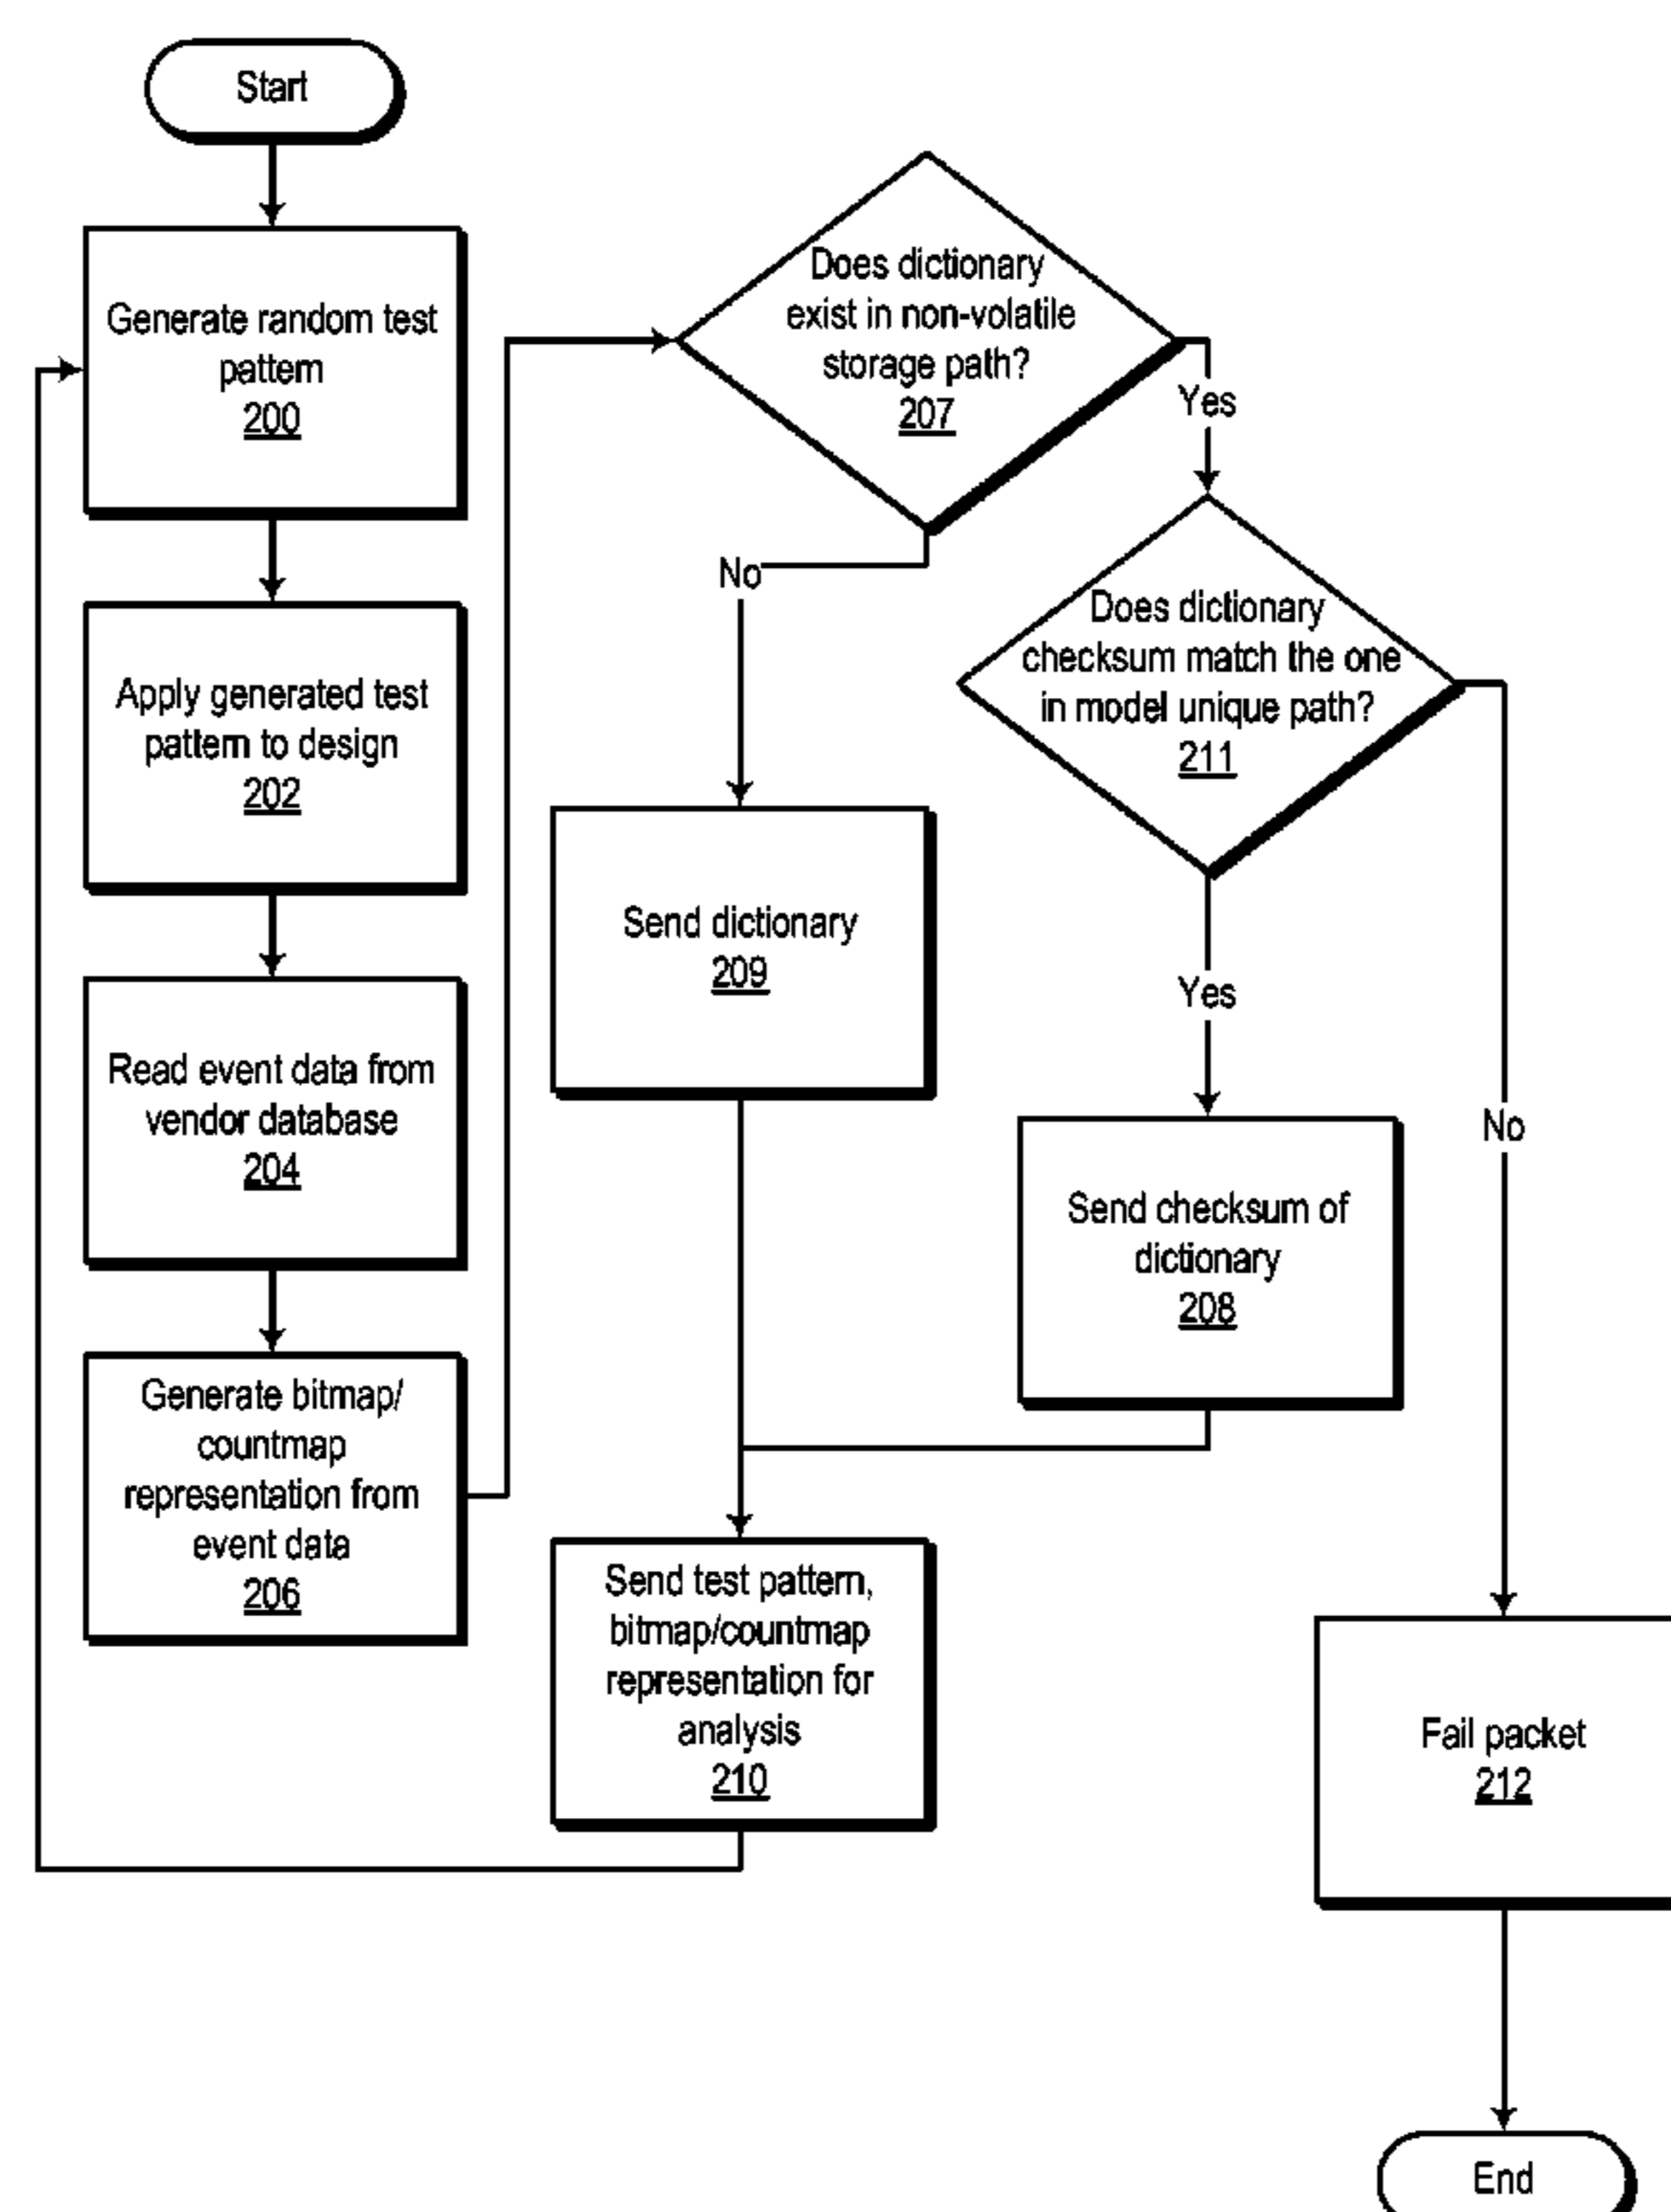 Start
Generate random test
pattern
200
Apply generated test
pattern to design
202
Read event data from
vendor database
204
Generate bitmap/
countmap
representation from
event data
206
Does dictionary
exist in non-volatile
storage path?
207
Yes
No
Does dictionary
checksum match the one
in model unique path?
211
Yes
No
Send dictionary
209
Send checksum of
dictionary
208
Send test pattern,
bitmap/countmap
representation for
analysis
210
Fail packet
212
End